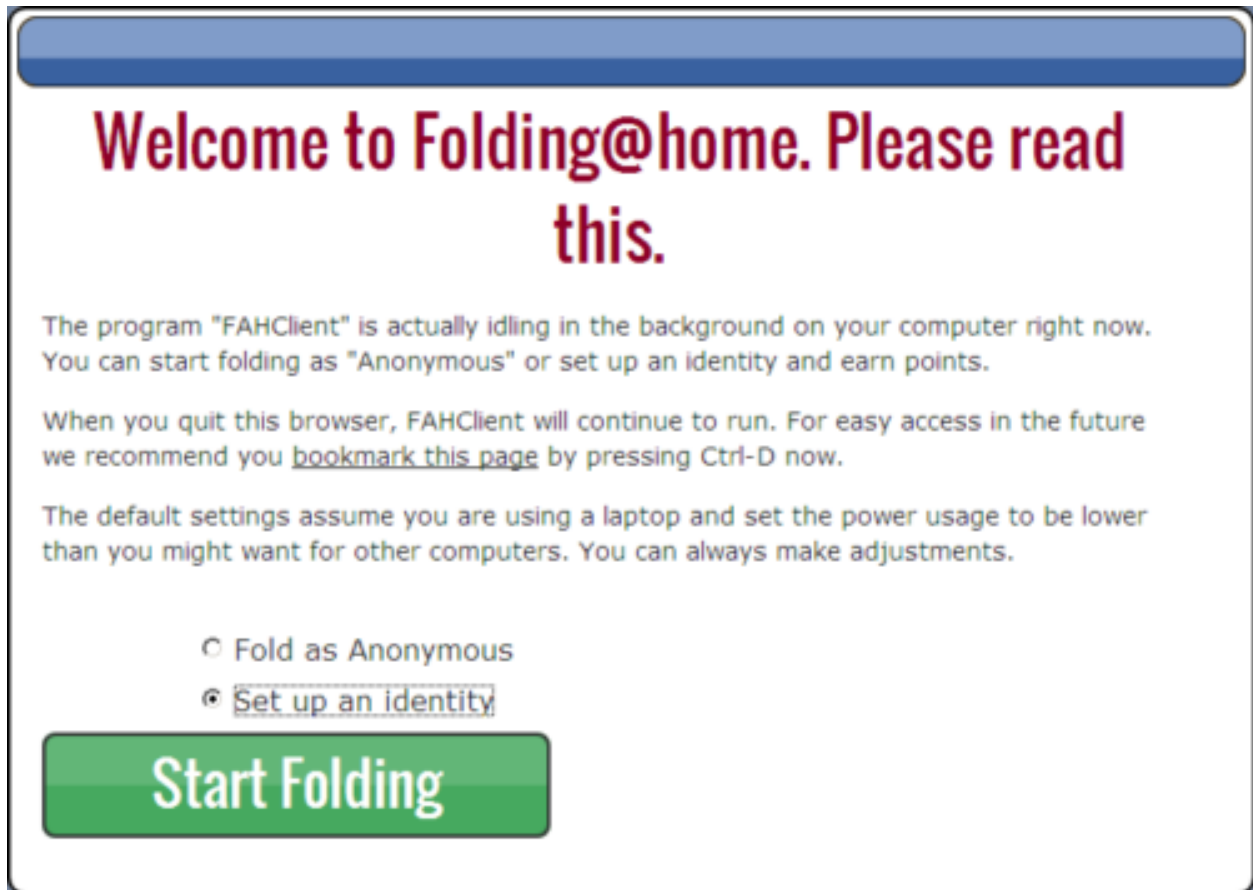 Welcome to Folding@home. Please read
this.
The program "FAHClient" is actually idling in the background on your computer right now.
You can start folding as "Anonymous" or set up an identity and earn points.
When you quit this browser, FAHClient will continue to run. For easy access in the future
we recommend you bookmark this page by pressing Ctrl-D now.
The default settings assume you are using a laptop and set the power usage to be lower
than you might want for other computers. You can always make adjustments.
Fold as Anonymous
Set up an identity
Start Folding